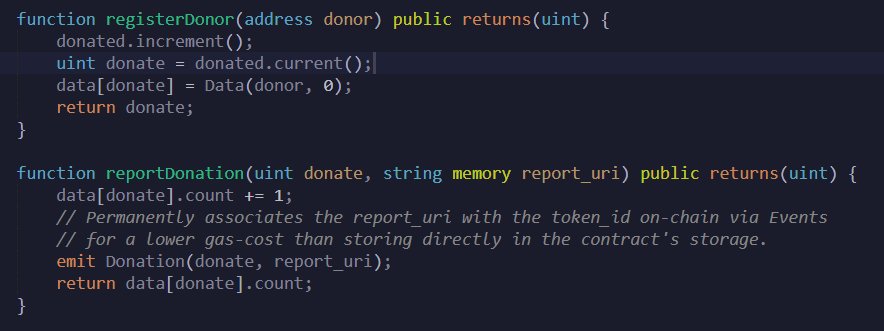 function registerDonor(address donor) public returns(uint) {
    donated.increment();
    uint donate = donated.current();
    data[donate] = Data(donor, 0);
    return donate;
}

function reportDonation(uint donate, string memory report_uri) public returns(uint) {
    data[donate].count += 1;
    // Permanently associates the report_uri with the token_id on-chain via Events
    // for a lower gas-cost than storing directly in the contract's storage.
    emit Donation(donate, report_uri);
    return data[donate].count;
}